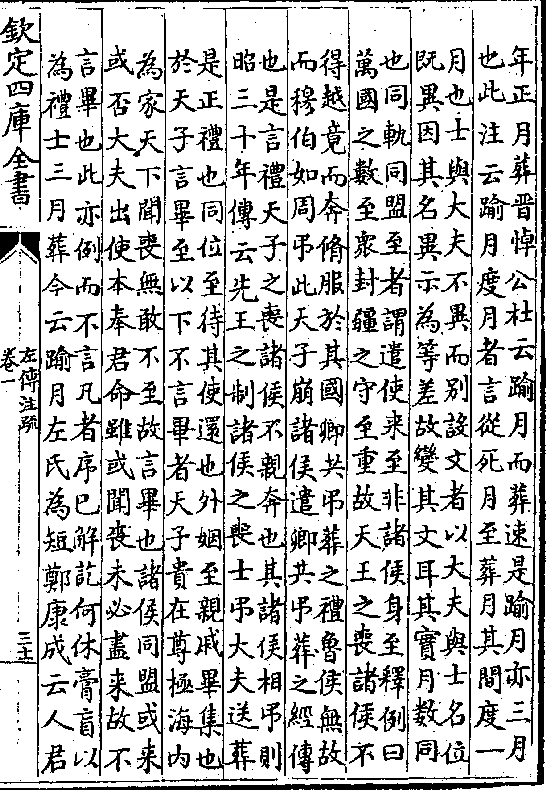 年正月葬晋悼公杜云踰月而葬速是踰月亦三月
也此注云踰月度月者言從死月至葬月其間度一
月也士與大夫不異而别設文者以大夫與士名位
既異因其名異示為等差故變其文耳其實月數同
也同軌同盟至者謂遣使来至非諸侯身至釋例曰
萬國之數至衆封疆之守至重故天王之喪諸侯不
得越竟而奔脩服於其國卿共弔葬之禮魯侯無故
而穆伯如周弔此天子崩諸侯遣卿共弔葬之經傳
也是言禮天子之喪諸侯不親奔也其諸侯相弔則
昭三十年傳云先王之制諸侯之喪士弔大夫送葬
是正禮也同位至待其使還也外姻至親戚畢集也
於天子言畢至以下不言畢者天子貴在尊極海内
為家天下聞喪無敢不至故言畢也諸侯同盟或来
或否大夫出使本奉君命雖或聞喪未必盡来故不
言畢也此亦例而不言凡者序已解訖何休膏肓以
為禮士三月葬今云踰月左氏為短鄭康成云人君
欽定四庫全書
左傳注疏
卷一